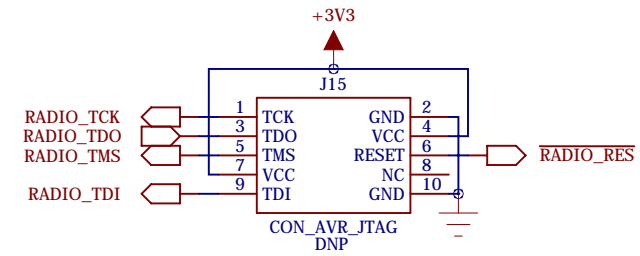 +3V3
J15
RADIO_TCK 1 TCK GND 2
RADIO_TDO 3 TDO VCC 4
RADIO_TMS 5 TMS RESET 6 RADIO_RES
7 VCC NC 8
RADIO_TDI 9 TDI GND 10
CON_AVR_JTAG
DNP